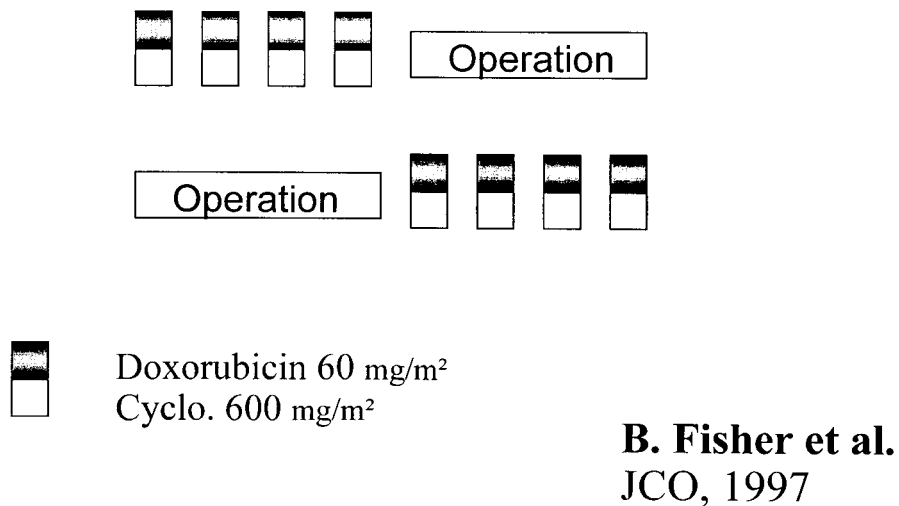 Operation
Operation
Doxorubicin 60 mg/m²
Cyclo. 600 mg/m²
B. Fisher et al.
JCO, 1997